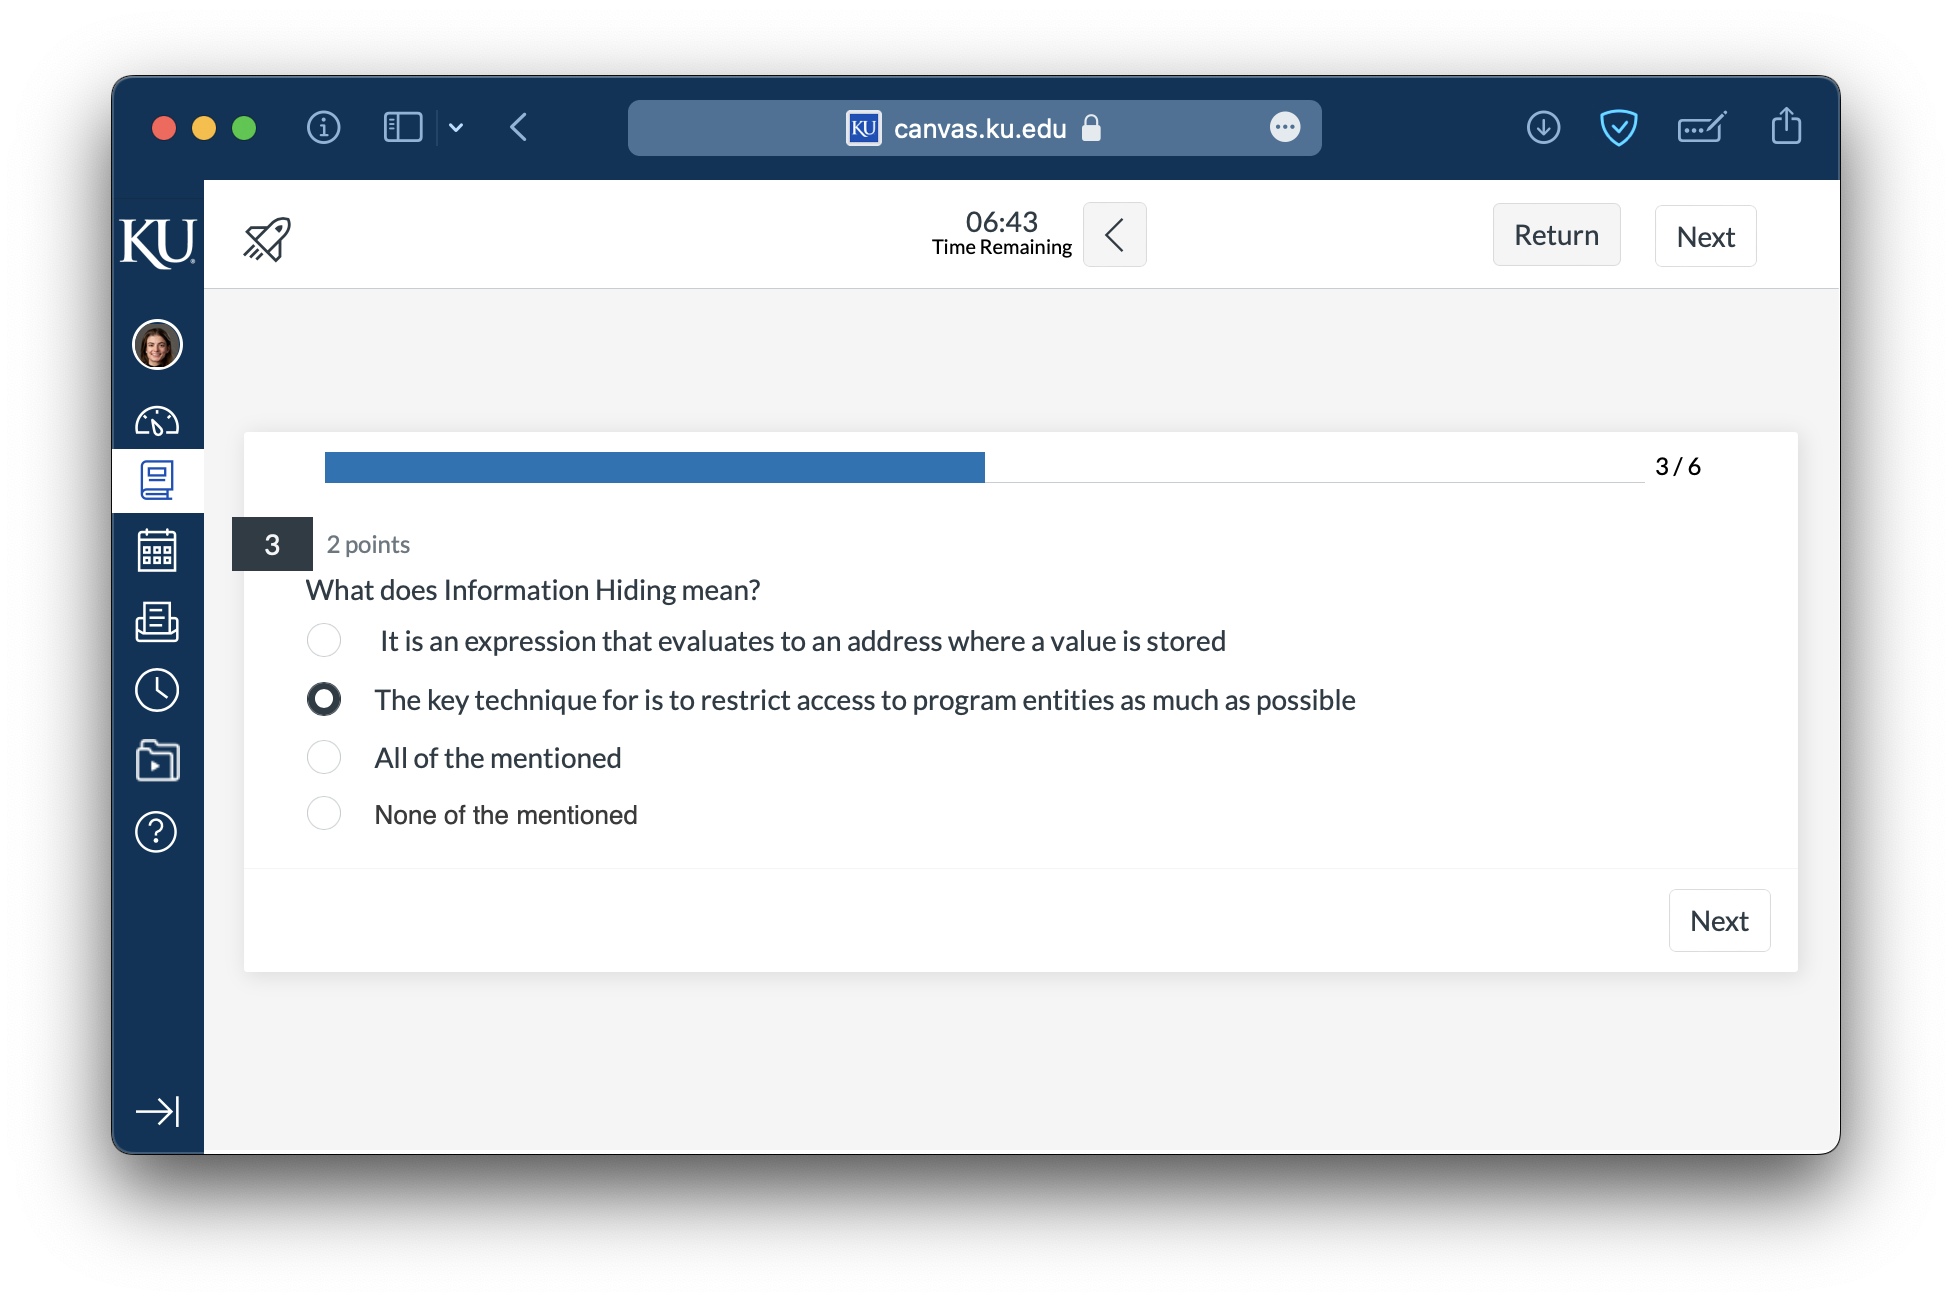 KU canvas.ku.edu
KU
06:43
Time Remaining
Return
Next
3 / 6
3
2 points
What does Information Hiding mean?
It is an expression that evaluates to an address where a value is stored
The key technique for is to restrict access to program entities as much as possible
All of the mentioned
None of the mentioned
Next